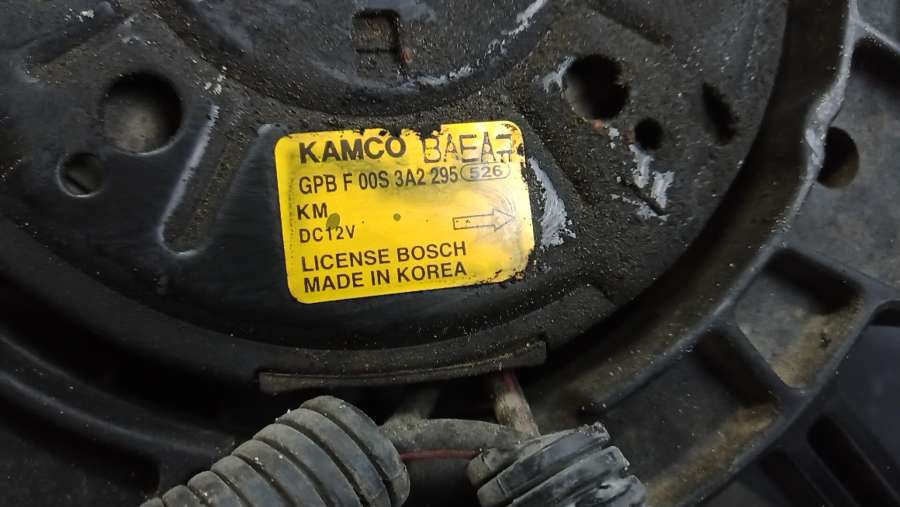 KAMCO BAEA7
GPB F 00S 3A2 295 526
KM
DC12V
LICENSE BOSCH
MADE IN KOREA